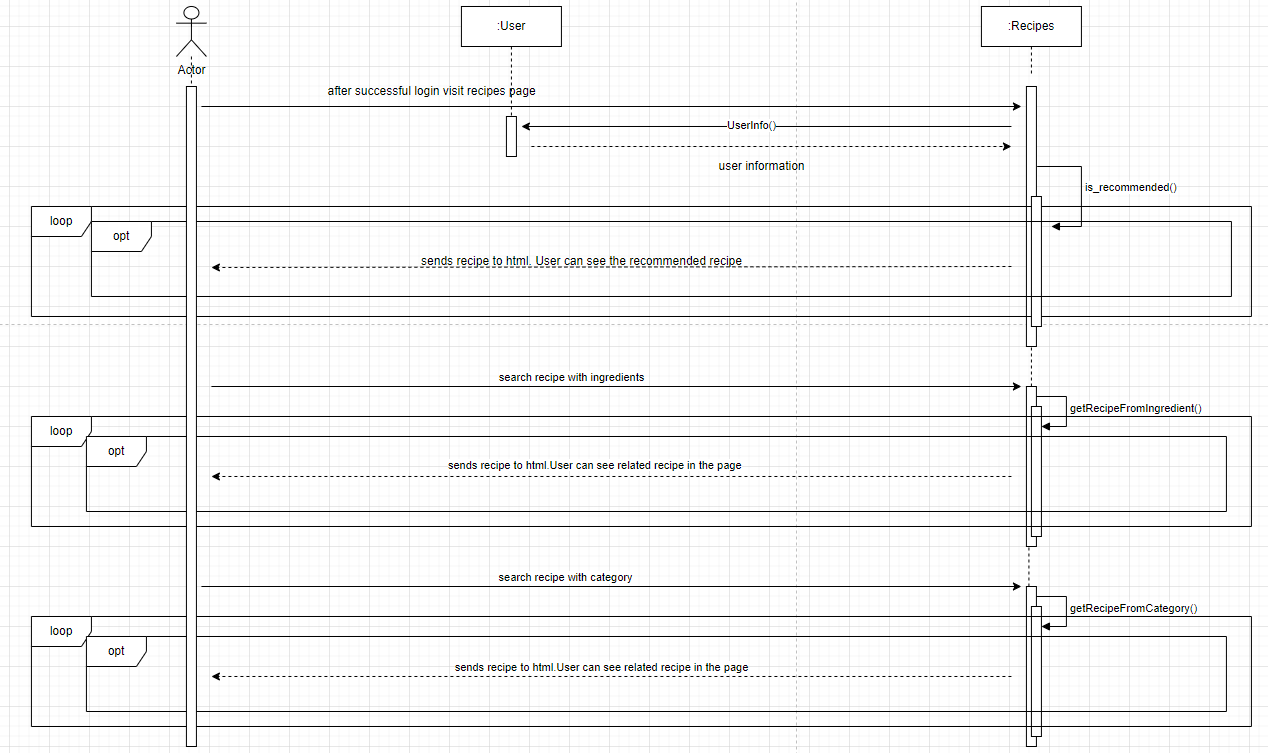 :User
:Recipes
Actor
after successful login visit recipes page
UserInfo()
user information
is_recommended()
loop
opt
sends recipe to html. User can see the recommended recipe
search recipe with ingredients
getRecipeFromIngredient()
loop
opt
sends recipe to html.User can see related recipe in the page
search recipe with category
getRecipeFromCategory()
loop
opt
sends recipe to html.User can see related recipe in the page